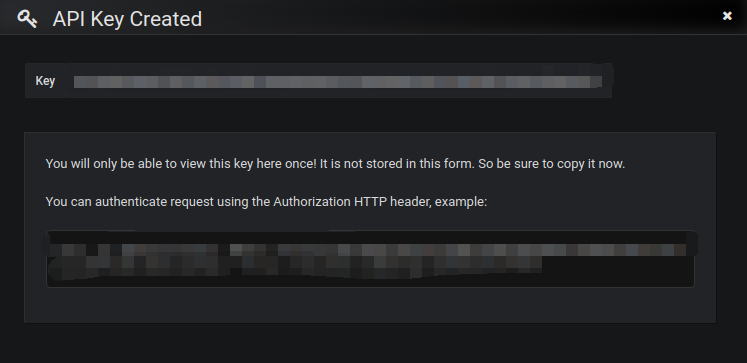 API Key Created
Key
You will only be able to view this key here once! It is not stored in this form. So be sure to copy it now.
You can authenticate request using the Authorization HTTP header, example: